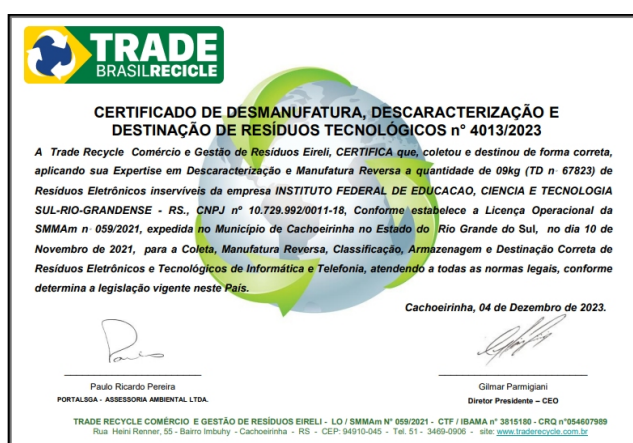 TRADE
BRASILRECICLE
CERTIFICADO DE DESMANUFATURA, DESCARACTERIZAÇÃO E
DESTINAÇÃO DE RESÍDUOS TECNOLÓGICOS n° 4013/2023
A Trade Recycle Comércio e Gestão de Resíduos Eireli, CERTIFICA que, coletou e destinou de forma correta,
aplicando sua Expertise em Descaracterização e Manufatura Reversa a quantidade de 09kg (TD n· 67823) de
Resíduos Eletrônicos inservíveis da empresa INSTITUTO FEDERAL DE EDUCACAO, CIENCIA E TECNOLOGIA
SUL-RIO-GRANDENSE - RS., CNPJ nº 10.729.992/0011-18, Conforme estabelece a Licença Operacional da
SMMAm n· 059/2021, expedida no Município de Cachoeirinha no Estado do Rio Grande do Sul, no dia 10 de
Novembro de 2021, para a Coleta, Manufatura Reversa, Classificação, Armazenagem e Destinação Correta de
Resíduos Eletrônicos e Tecnológicos de Informática e Telefonia, atendendo a todas as normas legais, conforme
determina a legislação vigente neste País.
Cachoeirinha, 04 de Dezembro de 2023.
Paulo Ricardo Pereira
PORTALSGA - ASSESSORIA AMBIENTAL LTDA.
Gilmar Parmigiani
Diretor Presidente – CEO
TRADE RECYCLE COMÉRCIO E GESTÃO DE RESÍDUOS EIRELI - LO / SMMAm N° 059/2021 - CTF / IBAMA n° 3815180 - CRQ n°054607989
Rua Heini Renner, 55 - Bairro Imbuhy - Cachoeirinha - RS - CEP: 94910-045 - Tel. 51 - 3469-0906 - site: www.traderecycle.com.br